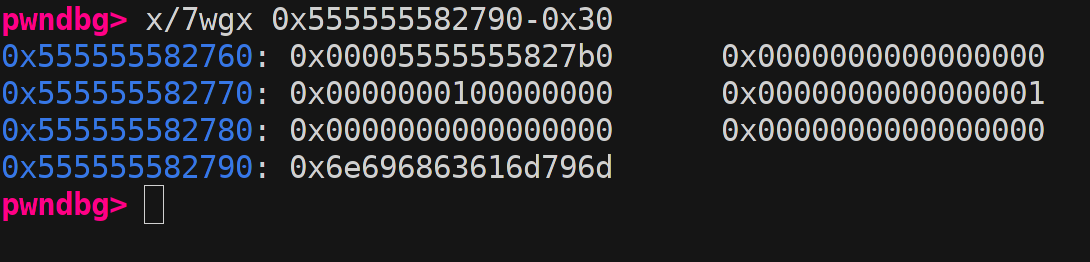 pwndbg> x/7wgx 0x555555582790-0x30
0x555555582760: 0x00005555555827b0 0x0000000000000000
0x555555582770: 0x0000000100000000 0x0000000000000001
0x555555582780: 0x0000000000000000 0x0000000000000000
0x555555582790: 0x6e696863616d796d
pwndbg>